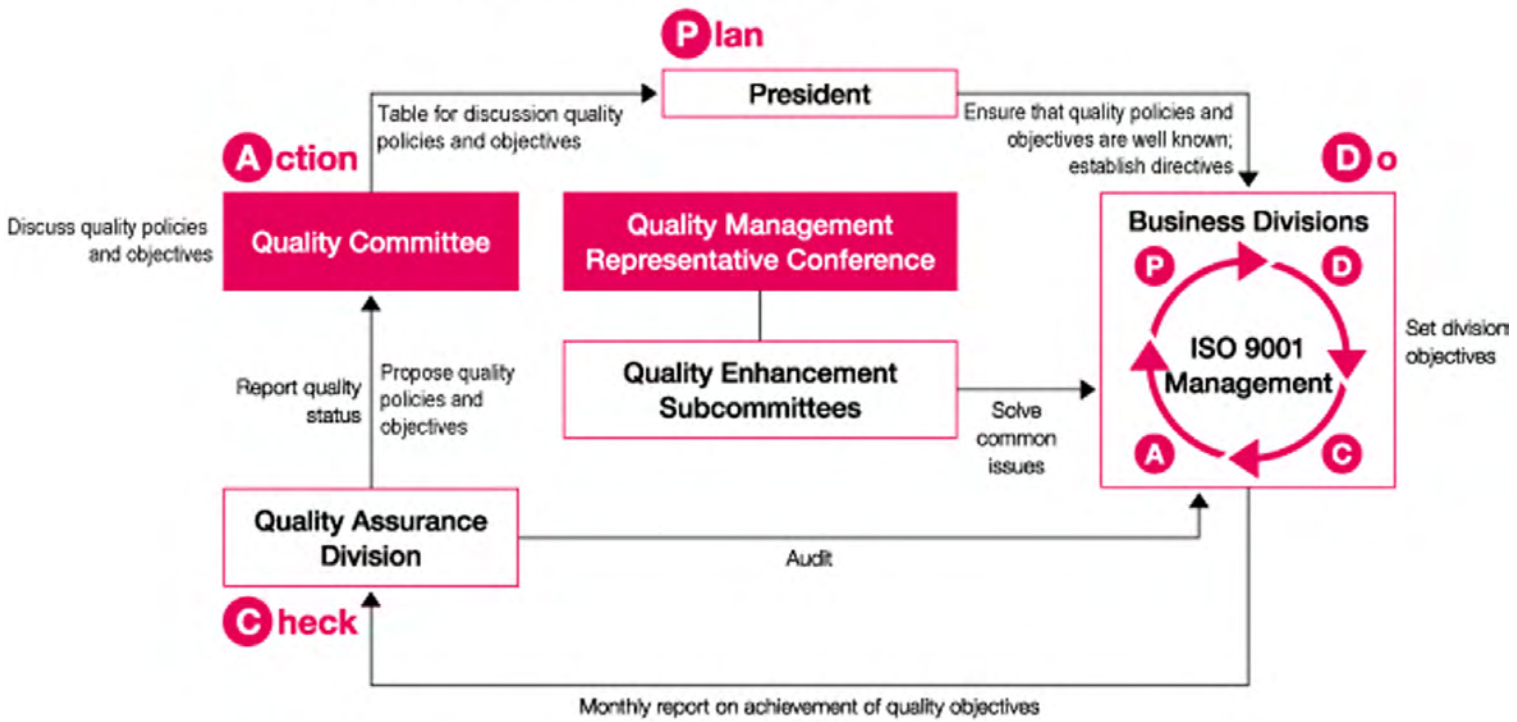 Plan
President
Table for discussion quality
policies and objectives
Ensure that quality policies and
objectives are well known;
establish directives
Action
Do
Discuss quality policies
and objectives
Quality Committee
Quality Management
Representative Conference
Business Divisions
P
D
ISO 9001
Management
A
C
Set division
objectives
Report quality
status
Propose quality
policies and
objectives
Quality Enhancement
Subcommittees
Solve
common
issues
Quality Assurance
Division
Audit
Check
Monthly report on achievement of quality objectives